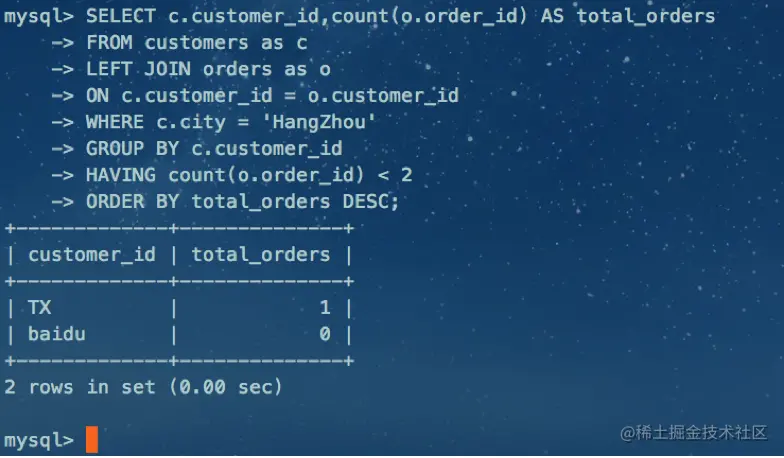 mysql> SELECT c.customer_id,count(o.order_id) AS total_orders
    -> FROM customers as c
    -> LEFT JOIN orders as o
    -> ON c.customer_id = o.customer_id
    -> WHERE c.city = 'HangZhou'
    -> GROUP BY c.customer_id
    -> HAVING count(o.order_id) < 2
    -> ORDER BY total_orders DESC;
+-------------+--------------+
| customer_id | total_orders |
+-------------+--------------+
| TX          |            1 |
| baidu       |            0 |
+-------------+--------------+
2 rows in set (0.00 sec)
mysql>
@稀土掘金技术社区